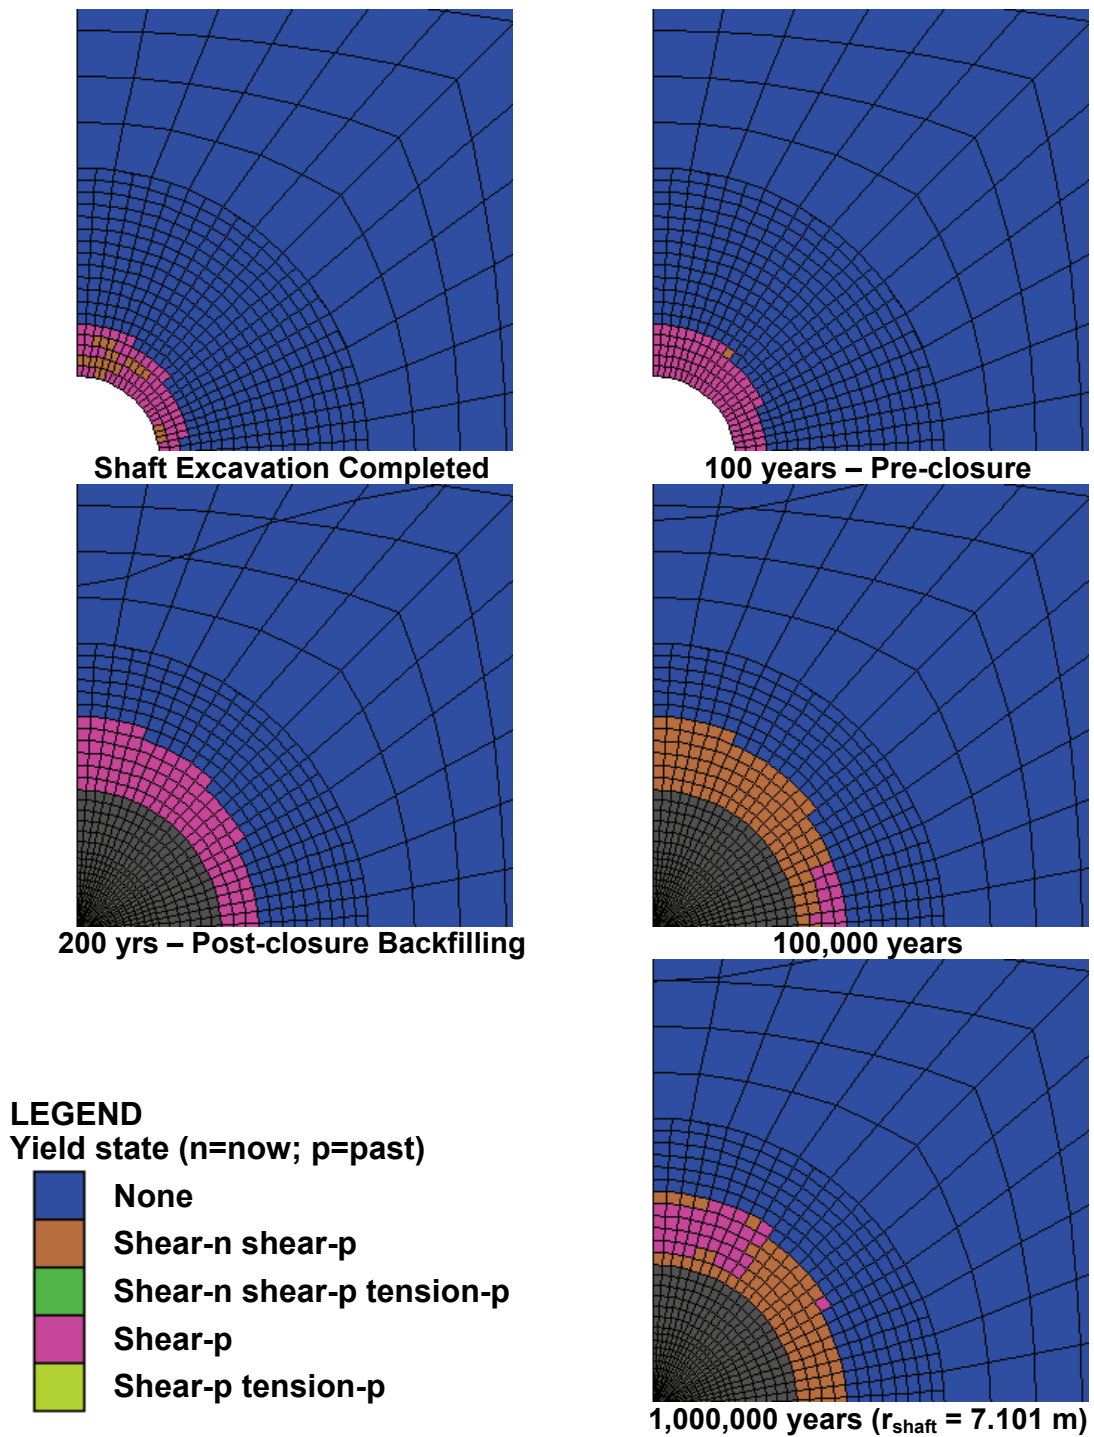 Shaft Excavation Completed
100 years – Pre-closure
200 yrs – Post-closure Backfilling
100,000 years
LEGEND
Yield state (n=now; p=past)
None
Shear-n shear-p
Shear-n shear-p tension-p
Shear-p
Shear-p tension-p
1,000,000 years (rshaft = 7.101 m)